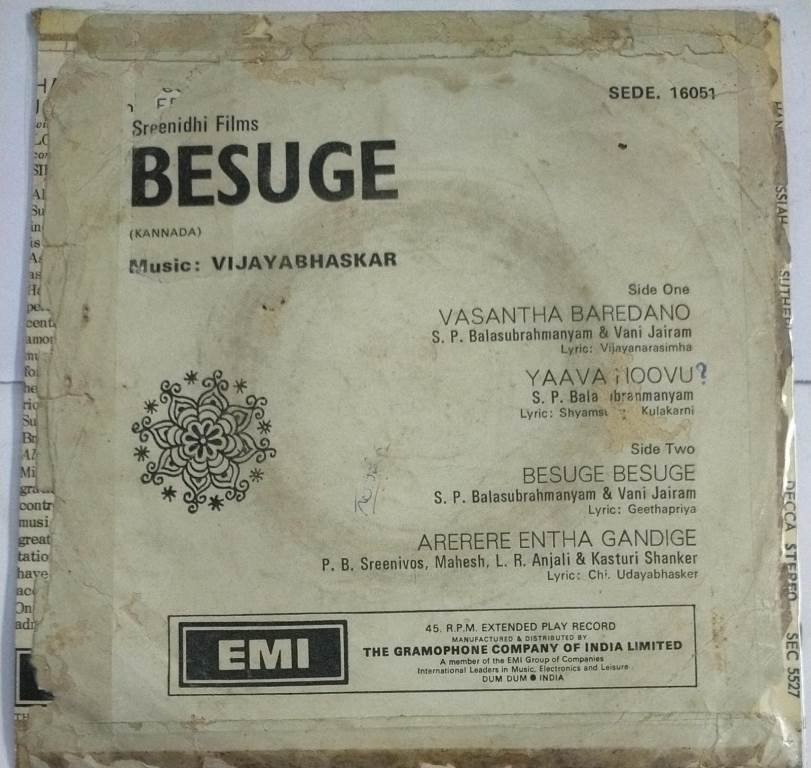 SEDE. 16051
Sreenidhi Films
BESUGE
(KANNADA)
Music: VIJAYABHASKAR
Side One
VASANTHA BAREDANO
S. P. Balasubrahmanyam & Vani Jairam
Lyric: Vijayanarasimha
YAAVA HOOVU?
S. P. Bala ibranmanyam
Lyric: Shyams Kulakarni
Side Two
BESUGE BESUGE
S. P. Balasubrahmanyam & Vani Jairam
Lyric: Geethapriya
ARERERE ENTHA GANDIGE
P. B. Sreenivos, Mahesh, L. R. Anjali & Kasturi Shanker
Lyric: Chi. Udayabhasker
EMI
45. R.P.M. EXTENDED PLAY RECORD
MANUFACTURED & DISTRIBUTED BY
THE GRAMOPHONE COMPANY OF INDIA LIMITED
A member of the EMI Group of Companies
International Leaders in Music, Electronics and Leisure
DUM DUM ● INDIA
DECCA STEREO SEC 5527